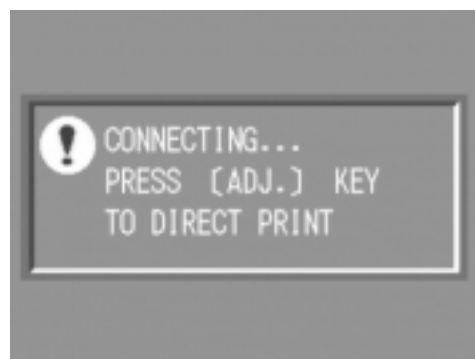 CONNECTING...
PRESS [ADJ.] KEY
TO DIRECT PRINT